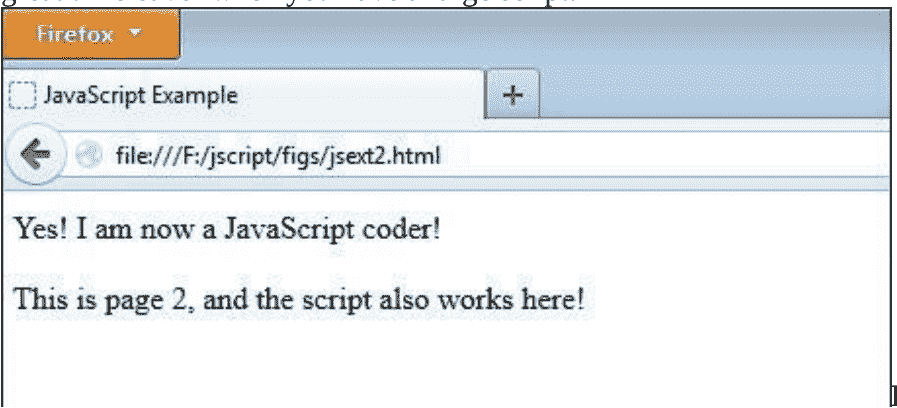 Firefox
JavaScript Example
file:///F:/jscript/figs/jsext2.html
Yes! I am now a JavaScript coder!
This is page 2, and the script also works here!